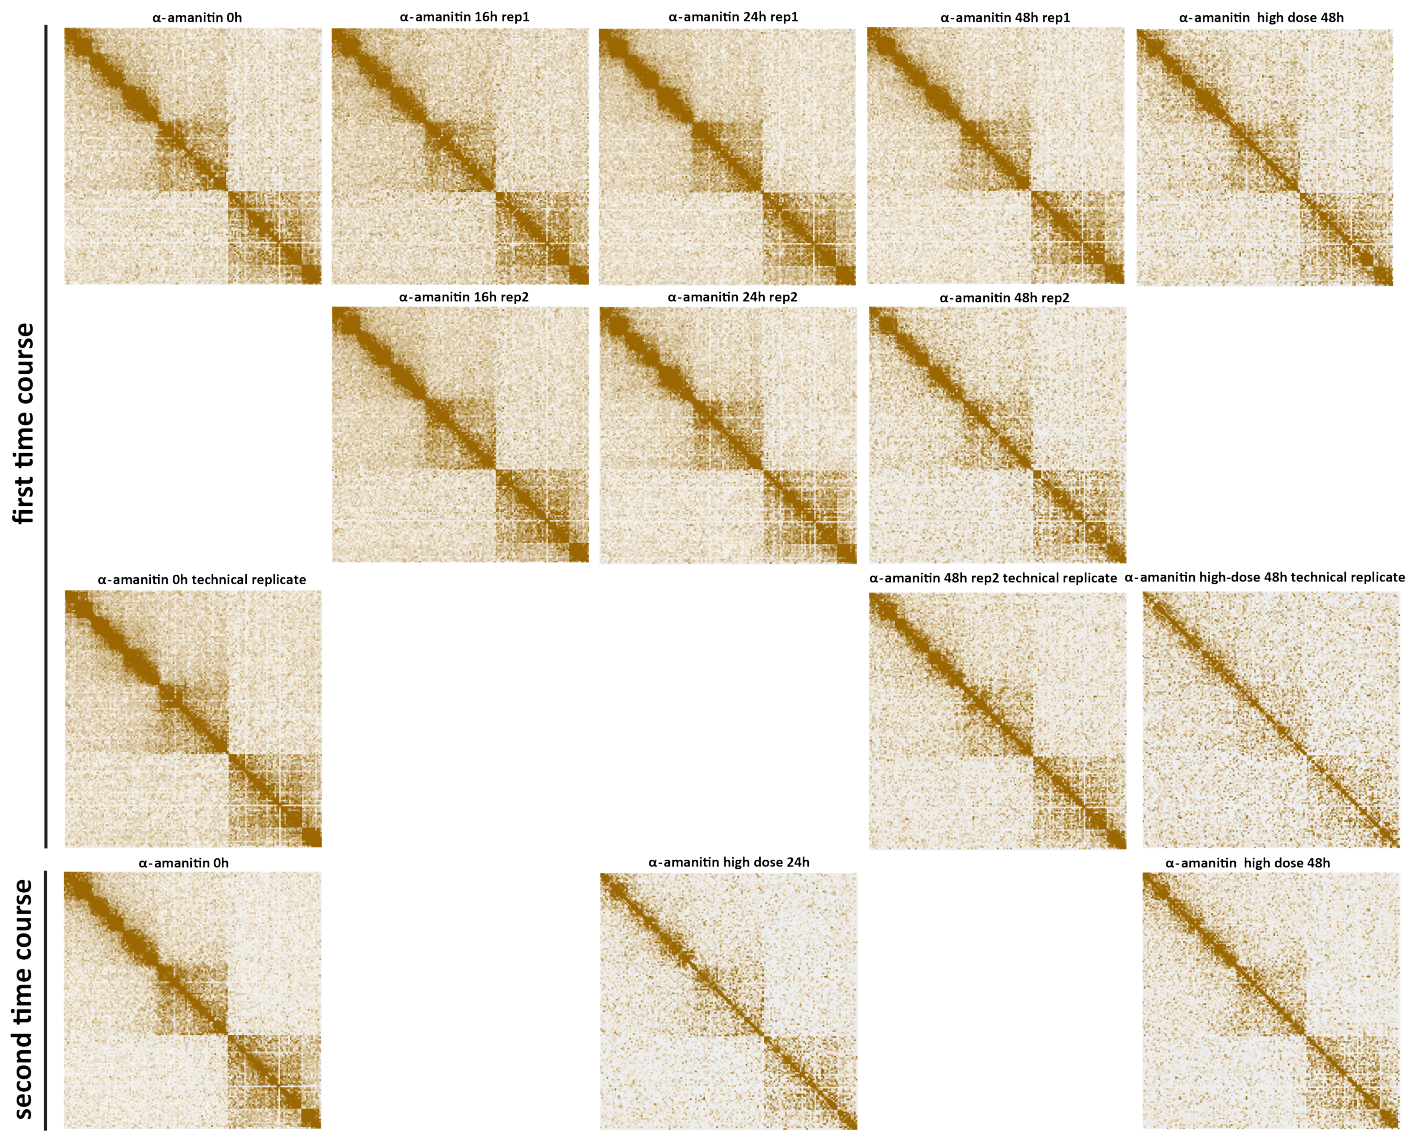 α-amanitin 0h
α-amanitin 16h rep1
α-amanitin 24h rep1
α-amanitin 48h rep1
α-amanitin high dose 48h
first time course
α-amanitin 16h rep2
α-amanitin 24h rep2
α-amanitin 48h rep2
α-amanitin 0h technical replicate
α-amanitin 48h rep2 technical replicate
α-amanitin high-dose 48h technical replicate
second time course
α-amanitin 0h
α-amanitin high dose 24h
α-amanitin high dose 48h